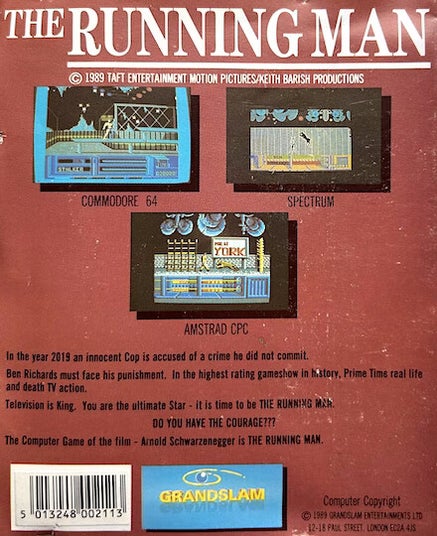 THE RUNNING MAN
© 1989 TAFT ENTERTAINMENT MOTION PICTURES/KEITH BARISH PRODUCTIONS
STALKER
COMMODORE 64
SPECTRUM
YORK
AMSTRAD CPC
In the year 2019 an innocent Cop is accused of a crime he did not commit.
Ben Richards must face his punishment. In the highest rating gameshow in history, Prime Time real life
and death TV action.
Television is King. You are the ultimate Star - it is time to be THE RUNNING MAN.
DO YOU HAVE THE COURAGE???
The Computer Game of the film - Arnold Schwarzenegger is THE RUNNING MAN.
5 013248 002113
GRANDSLAM
Computer Copyright
© 1989 GRANDSLAM ENTERTAINMENTS LTD
12-18 PAUL STREET, LONDON EC2A 4JS